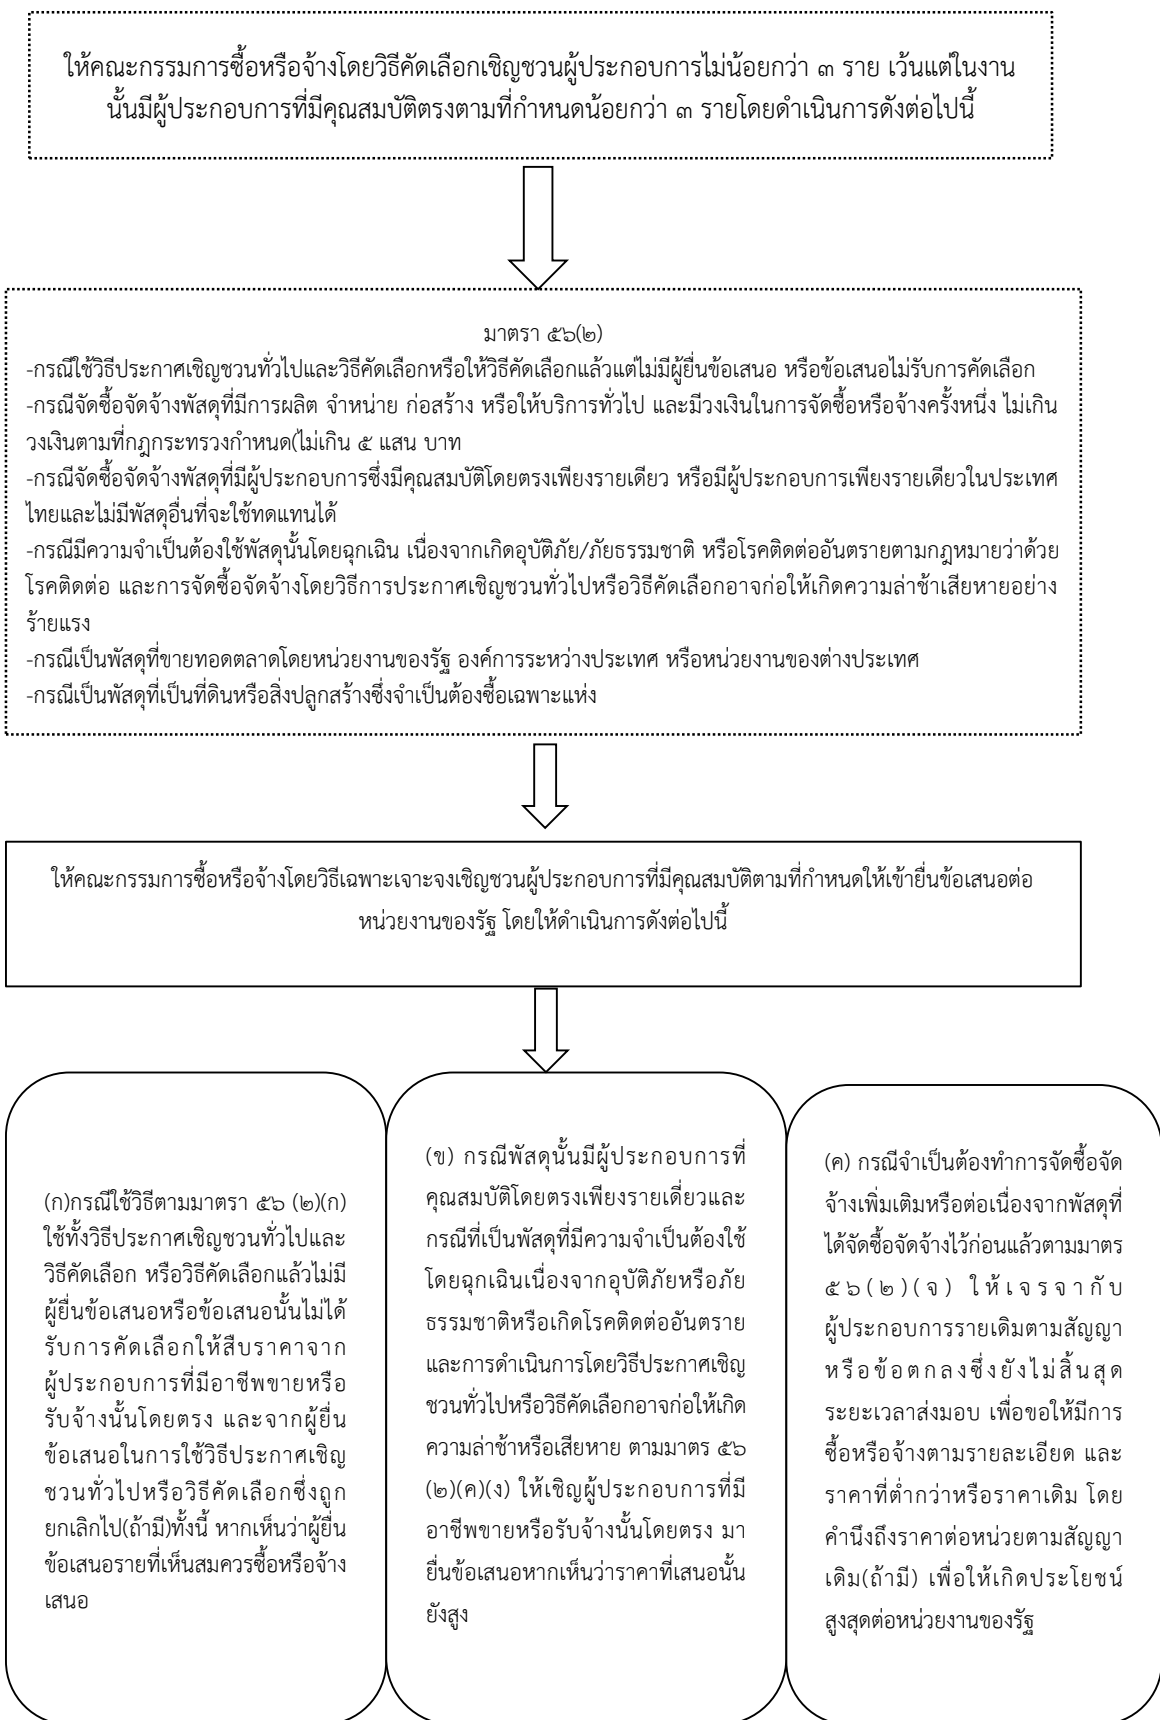 ให้คณะกรรมการซื้อหรือจ้างโดยวิธีคัดเลือกเชิญชวนผู้ประกอบการไม่น้อยกว่า ๓ ราย เว้นแต่ในงาน
นั้นมีผู้ประกอบการที่มีคุณสมบัติตรงตามที่กำหนดน้อยกว่า ๓ รายโดยดำเนินการดังต่อไปนี้
มาตรา ๕๖(๒)
-กรณีใช้วิธีประกาศเชิญชวนทั่วไปและวิธีคัดเลือกหรือให้วิธีคัดเลือกแล้วแต่ไม่มีผู้ยื่นข้อเสนอ หรือข้อเสนอไม่รับการคัดเลือก
-กรณีจัดซื้อจัดจ้างพัสดุที่มีการผลิต จำหน่าย ก่อสร้าง หรือให้บริการทั่วไป และมีวงเงินในการจัดซื้อหรือจ้างครั้งหนึ่ง ไม่เกิน
วงเงินตามที่กฎกระทรวงกำหนด(ไม่เกิน ๕ แสน บาท
-กรณีจัดซื้อจัดจ้างพัสดุที่มีผู้ประกอบการซึ่งมีคุณสมบัติโดยตรงเพียงรายเดียว หรือมีผู้ประกอบการเพียงรายเดียวในประเทศ
ไทยและไม่มีพัสดุอื่นที่จะใช้ทดแทนได้
-กรณีมีความจำเป็นต้องใช้พัสดุนั้นโดยฉุกเฉิน เนื่องจากเกิดอุบัติภัย/ภัยธรรมชาติ หรือโรคติดต่ออันตรายตามกฎหมายว่าด้วย
โรคติดต่อ และการจัดซื้อจัดจ้างโดยวิธีการประกาศเชิญชวนทั่วไปหรือวิธีคัดเลือกอาจก่อให้เกิดความล่าช้าเสียหายอย่าง
ร้ายแรง
-กรณีเป็นพัสดุที่ขายทอดตลาดโดยหน่วยงานของรัฐ องค์การระหว่างประเทศ หรือหน่วยงานของต่างประเทศ
-กรณีเป็นพัสดุที่เป็นที่ดินหรือสิ่งปลูกสร้างซึ่งจำเป็นต้องซื้อเฉพาะแห่ง
ให้คณะกรรมการซื้อหรือจ้างโดยวิธีเฉพาะเจาะจงเชิญชวนผู้ประกอบการที่มีคุณสมบัติตามที่กำหนดให้เข้ายื่นข้อเสนอต่อ
หน่วยงานของรัฐ โดยให้ดำเนินการดังต่อไปนี้
(ก)กรณีใช้วิธีตามมาตรา ๕๖ (๒)(ก)
ใช้ทั้งวิธีประกาศเชิญชวนทั่วไปและ
วิธีคัดเลือก หรือวิธีคัดเลือกแล้วไม่มี
ผู้ยื่นข้อเสนอหรือข้อเสนอนั้นไม่ได้
รับการคัดเลือกให้สืบราคาจาก
ผู้ประกอบการที่มีอาชีพขายหรือ
รับจ้างนั้นโดยตรง และจากผู้ยื่น
ข้อเสนอในการใช้วิธีประกาศเชิญ
ชวนทั่วไปหรือวิธีคัดเลือกซึ่งถูก
ยกเลิกไป(ถ้ามี)ทั้งนี้ หากเห็นว่าผู้ยื่น
ข้อเสนอรายที่เห็นสมควรซื้อหรือจ้าง
เสนอ
(ข) กรณีพัสดุนั้นมีผู้ประกอบการที่
คุณสมบัติโดยตรงเพียงรายเดี่ยวและ
กรณีที่เป็นพัสดุที่มีความจำเป็นต้องใช้
โดยฉุกเฉินเนื่องจากอุบัติภัยหรือภัย
ธรรมชาติหรือเกิดโรคติดต่ออันตราย
และการดำเนินการโดยวิธีประกาศเชิญ
ชวนทั่วไปหรือวิธีคัดเลือกอาจก่อให้เกิด
ความล่าช้าหรือเสียหาย ตามมาตร ๕๖
(๒)(ค)(ง) ให้เชิญผู้ประกอบการที่มี
อาชีพขายหรือรับจ้างนั้นโดยตรง มา
ยื่นข้อเสนอหากเห็นว่าราคาที่เสนอนั้น
ยังสูง
(ค) กรณีจำเป็นต้องทำการจัดซื้อจัด
จ้างเพิ่มเติมหรือต่อเนื่องจากพัสดุที่
ได้จัดซื้อจัดจ้างไว้ก่อนแล้วตามมาตร
๕๖(๒)(จ) ให้เจรจากับ
ผู้ประกอบการรายเดิมตามสัญญา
หรือข้อตกลงซึ่งยังไม่สิ้นสุด
ระยะเวลาส่งมอบ เพื่อขอให้มีการ
ซื้อหรือจ้างตามรายละเอียด และ
ราคาที่ต่ำกว่าหรือราคาเดิม โดย
คำนึงถึงราคาต่อหน่วยตามสัญญา
เดิม(ถ้ามี) เพื่อให้เกิดประโยชน์
สูงสุดต่อหน่วยงานของรัฐ